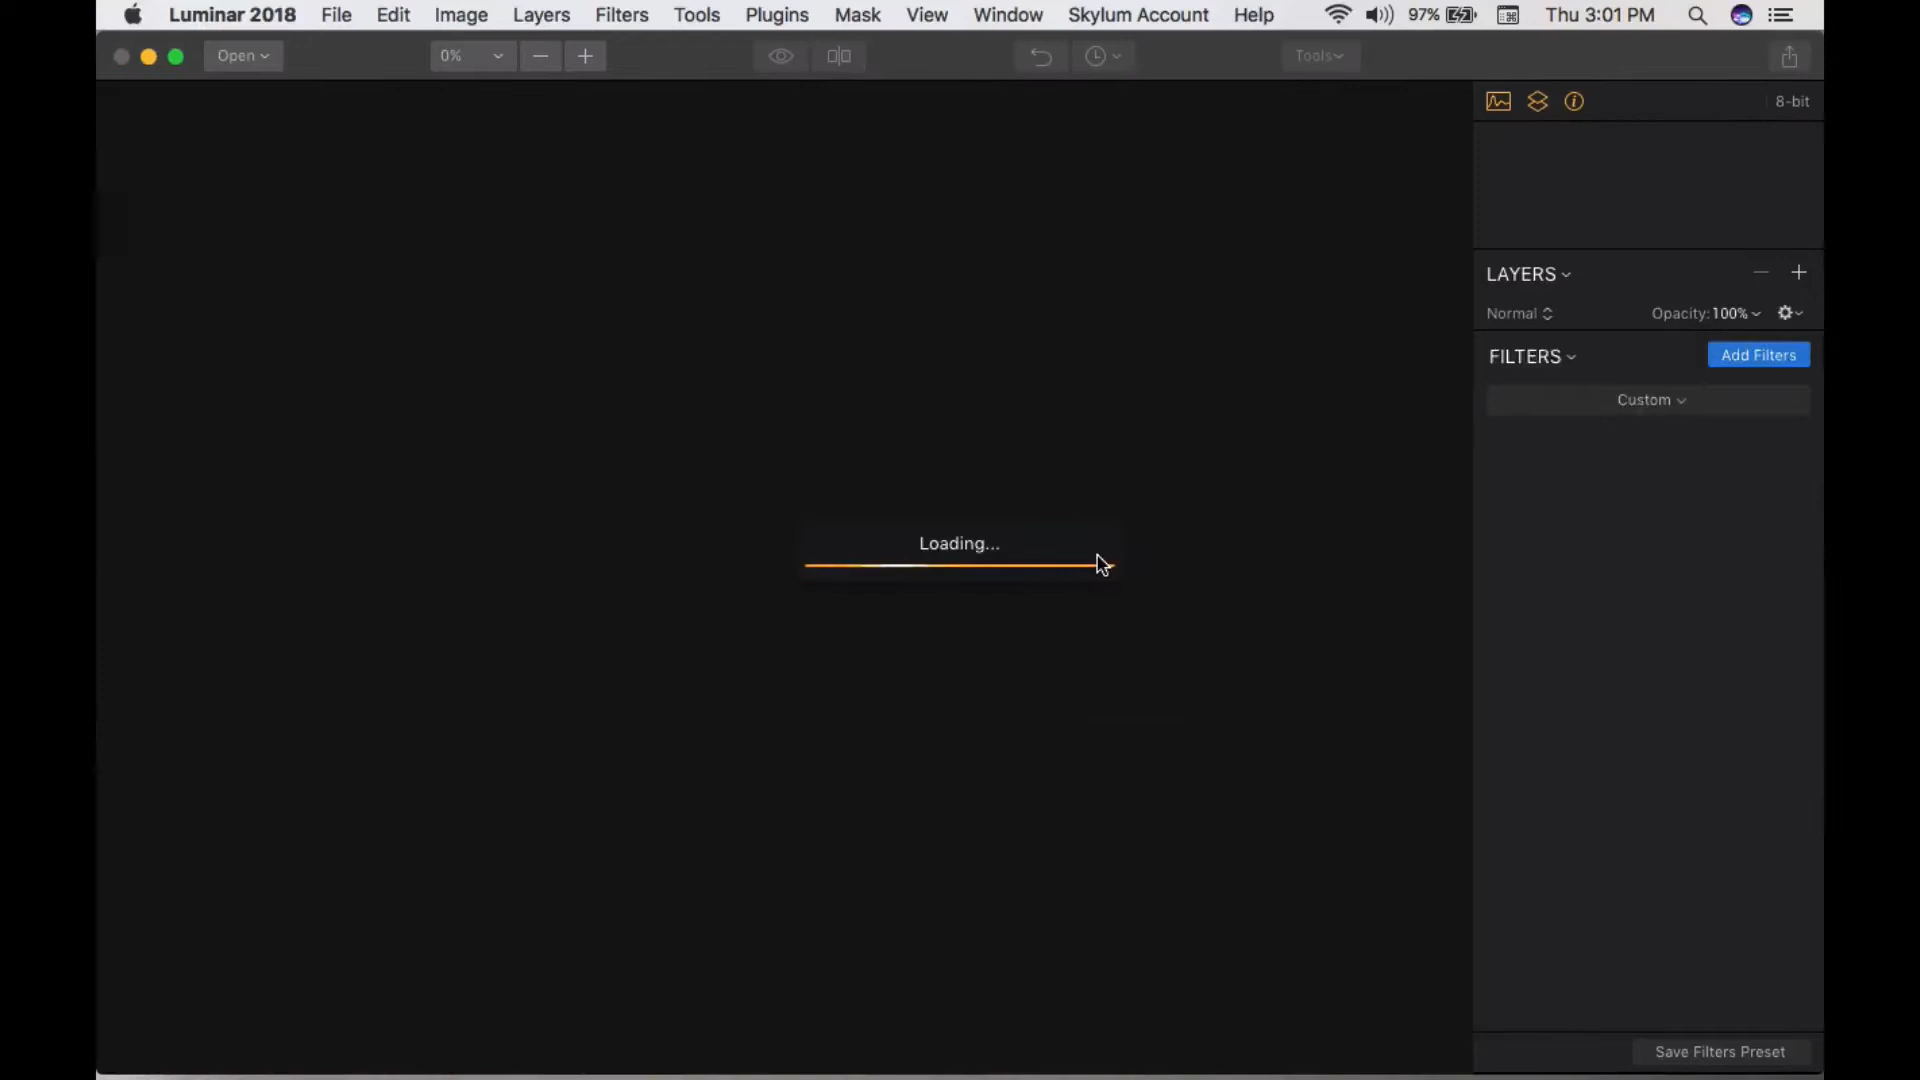 Luminar 2018 File Edit Image Layers Filters Tools Plugins Mask View Window Skylum Account Help 97% Thu 3:01 PM
Open 0% Tools
8-bit
LAYERS
Normal Opacity: 100%
FILTERS Add Filters
Custom
Loading...
Save Filters Preset